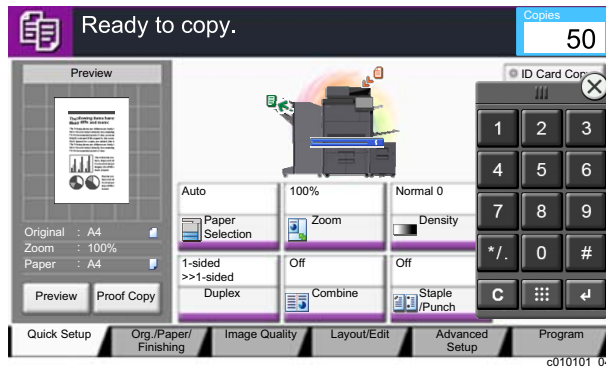 Ready to copy.
Copies
50
Preview
ID Card Copy
Original : A4
Zoom : 100%
Paper : A4
Preview
Proof Copy
Auto
Paper
Selection
100%
Zoom
Normal 0
Density
1-sided
>>1-sided
Duplex
Off
Combine
Off
Staple
/Punch
1 2 3
4 5 6
7 8 9
*/. 0 #
C
Quick Setup
Org./Paper/
Finishing
Image Quality
Layout/Edit
Advanced
Setup
Program
c010101_04